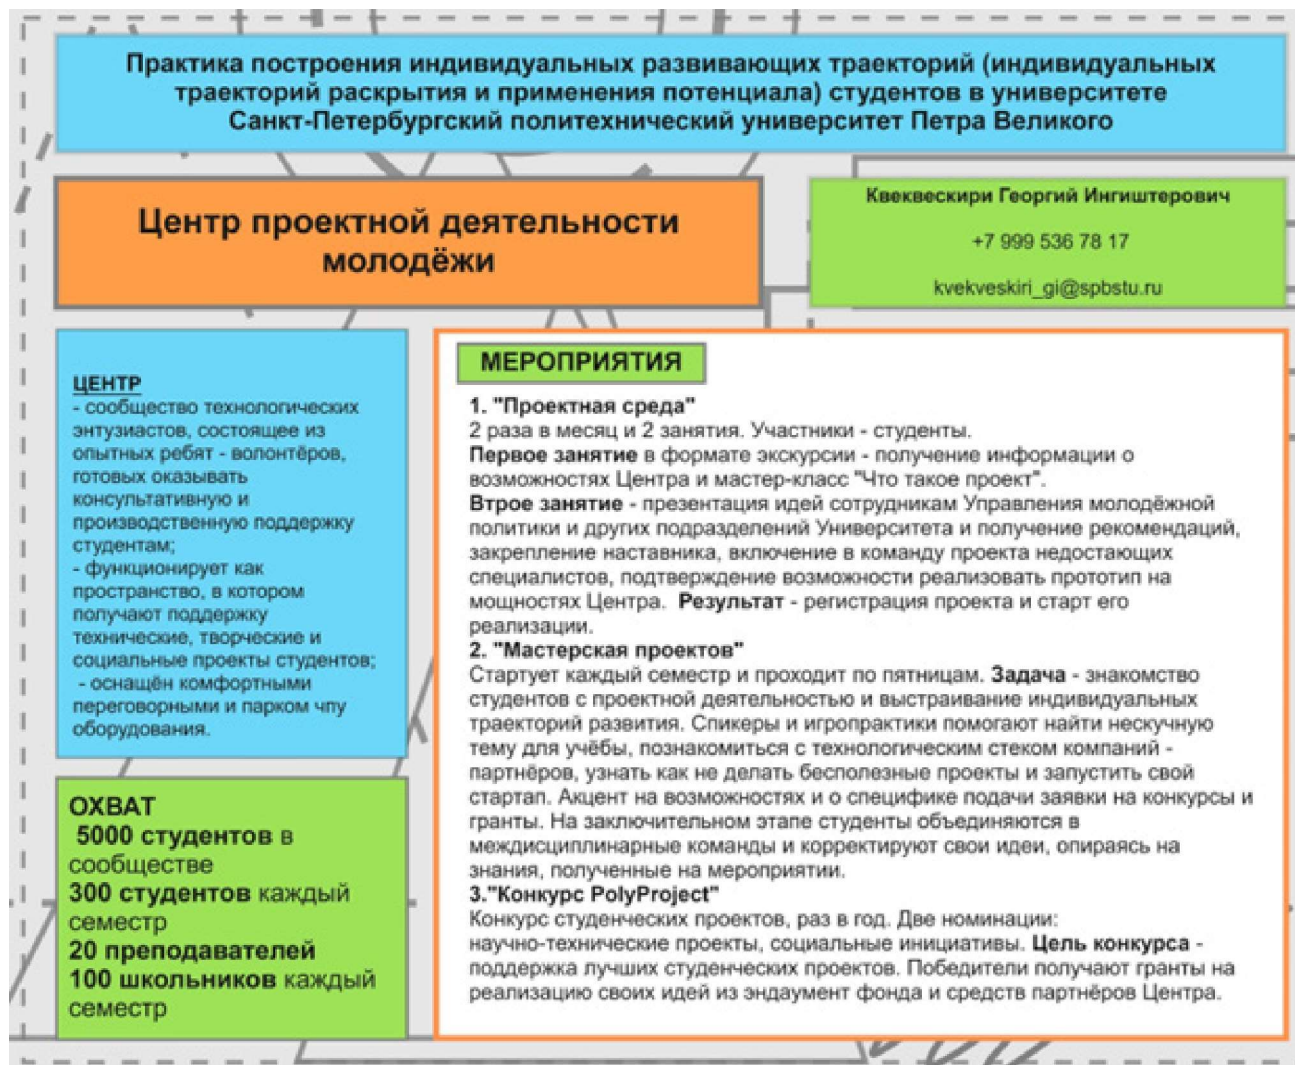 Практика построения индивидуальных развивающих траекторий (индивидуальных
траекторий раскрытия и применения потенциала) студентов в университете
Санкт-Петербургский политехнический университет Петра Великого
Центр проектной деятельности
молодёжи
Квеквескири Георгий Ингиштерович
+7 999 536 78 17
kvekveskiri_gi@spbstu.ru
ЦЕНТР
- сообщество технологических
энтузиастов, состоящее из
опытных ребят - волонтёров,
готовых оказывать
консультативную и
производственную поддержку
студентам;
- функционирует как
пространство, в котором
получают поддержку
технические, творческие и
социальные проекты студентов;
- оснащён комфортными
переговорными и парком чпу
оборудования.
ОХВАТ
5000 студентов в
сообществе
300 студентов каждый
семестр
20 преподавателей
100 школьников каждый
семестр
МЕРОПРИЯТИЯ
1. "Проектная среда"
2 раза в месяц и 2 занятия. Участники - студенты.
Первое занятие в формате экскурсии - получение информации о
возможностях Центра и мастер-класс "Что такое проект".
Втрое занятие - презентация идей сотрудникам Управления молодёжной
политики и других подразделений Университета и получение рекомендаций,
закрепление наставника, включение в команду проекта недостающих
специалистов, подтверждение возможности реализовать прототип на
мощностях Центра. Результат - регистрация проекта и старт его
реализации.
2. "Мастерская проектов"
Стартует каждый семестр и проходит по пятницам. Задача - знакомство
студентов с проектной деятельностью и выстраивание индивидуальных
траекторий развития. Спикеры и игропрактики помогают найти нескучную
тему для учёбы, познакомиться с технологическим стеком компаний -
партнёров, узнать как не делать бесполезные проекты и запустить свой
стартап. Акцент на возможностях и о специфике подачи заявки на конкурсы и
гранты. На заключительном этапе студенты объединяются в
междисциплинарные команды и корректируют свои идеи, опираясь на
знания, полученные на мероприятии.
3."Конкурс PolyProject"
Конкурс студенческих проектов, раз в год. Две номинации:
научно-технические проекты, социальные инициативы. Цель конкурса -
поддержка лучших студенческих проектов. Победители получают гранты на
реализацию своих идей из эндаумент фонда и средств партнёров Центра.